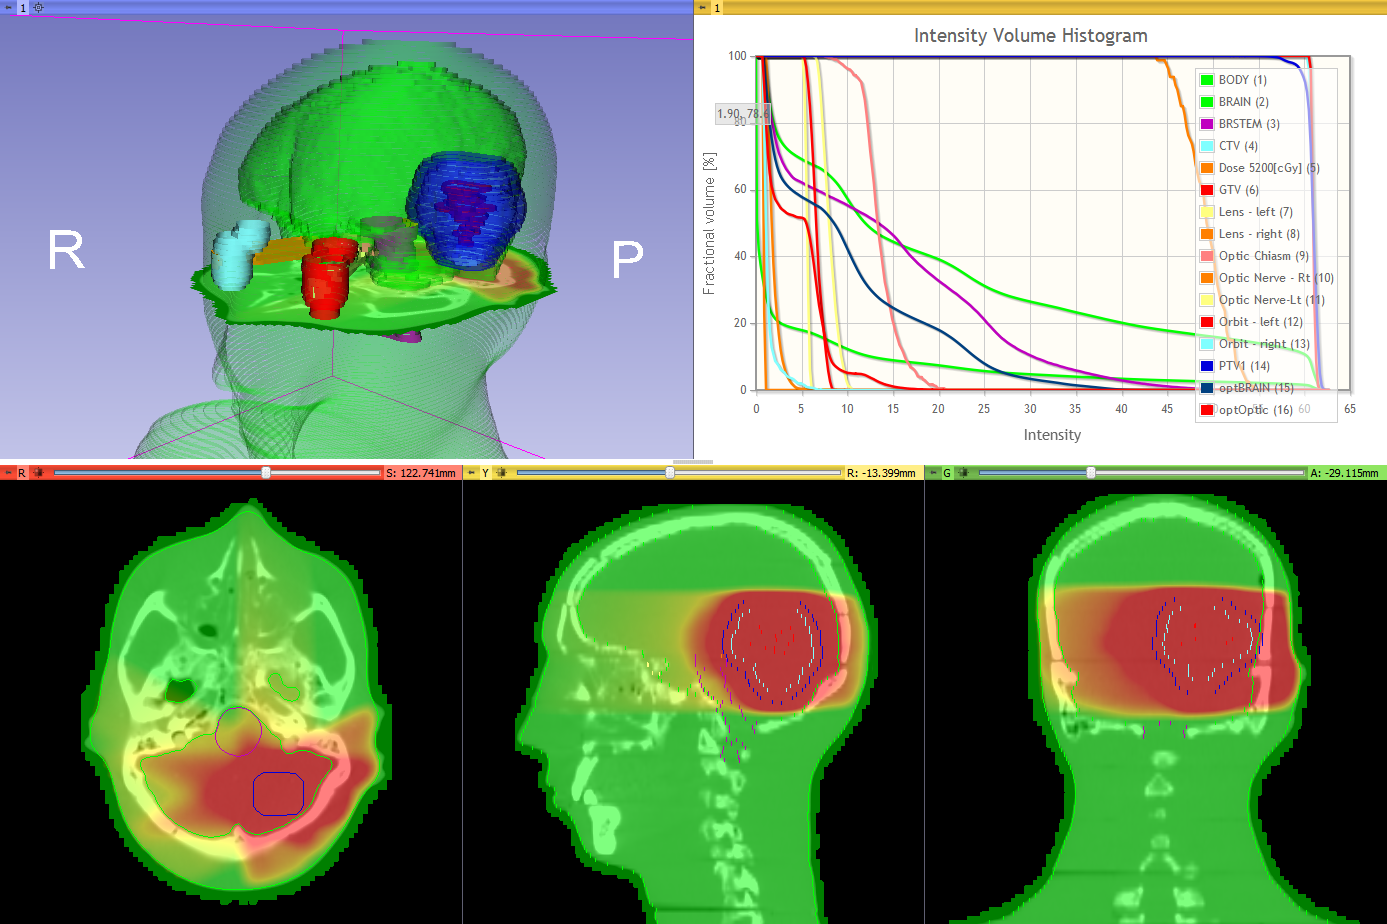 1
R
P
1
Intensity Volume Histogram
100
80
60
40
20
0
1.90, 78.6
Fractional volume [%]
0 5 10 15 20 25 30 35 40 45 50 55 60 65
Intensity
BODY (1)
BRAIN (2)
BRSTEM (3)
CTV (4)
Dose 5200[cGy] (5)
GTV (6)
Lens - left (7)
Lens - right (8)
Optic Chiasm (9)
Optic Nerve - Rt (10)
Optic Nerve-Lt (11)
Orbit - left (12)
Orbit - right (13)
PTV1 (14)
optBRAIN (15)
optOptic (16)
R S: 122.741mm
Y R: -13.399mm
G A: -29.115mm